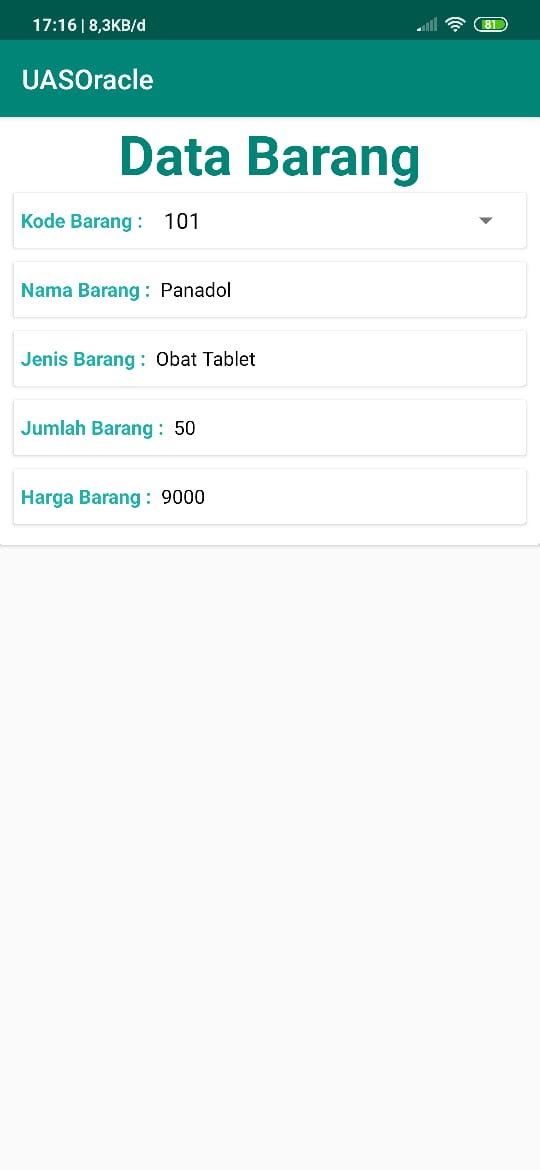 17:16 | 8,3KB/d
81
UASOracle
Data Barang
Kode Barang : 101
Nama Barang : Panadol
Jenis Barang : Obat Tablet
Jumlah Barang : 50
Harga Barang : 9000